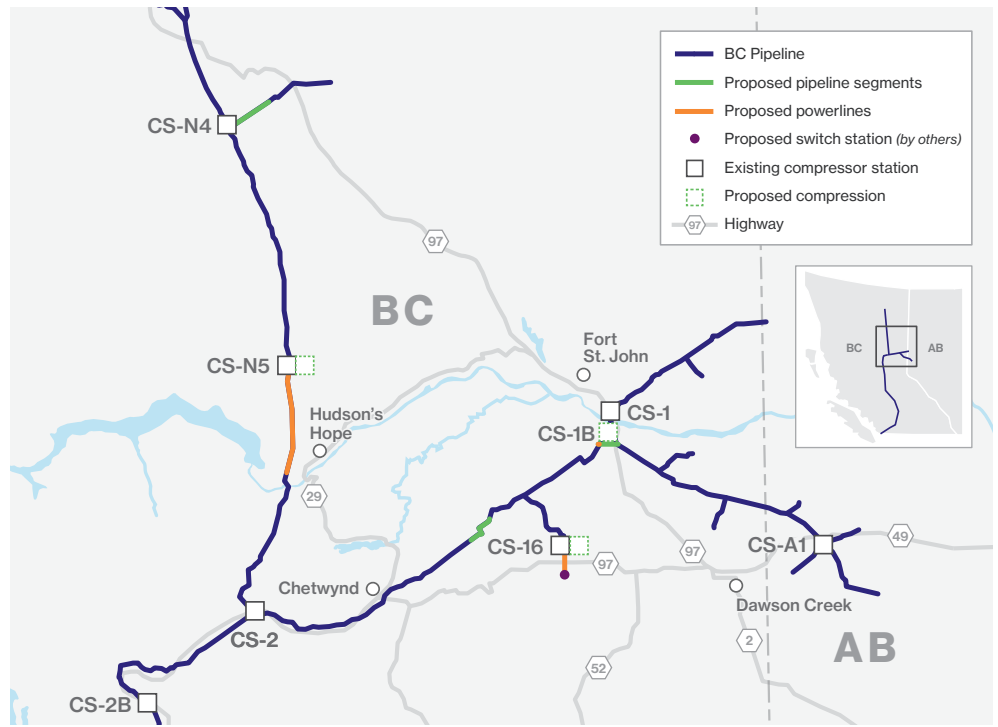 BC Pipeline
Proposed pipeline segments
Proposed powerlines
Proposed switch station (by others)
Existing compressor station
Proposed compression
97
Highway
CS-N4
97
BC
BC
AB
Fort
St. John
CS-N5
CS-1
Hudson's
Hope
CS-1B
29
CS-16
97
97
CS-A1
49
Chetwynd
Dawson Creek
CS-2
2
AB
52
CS-2B